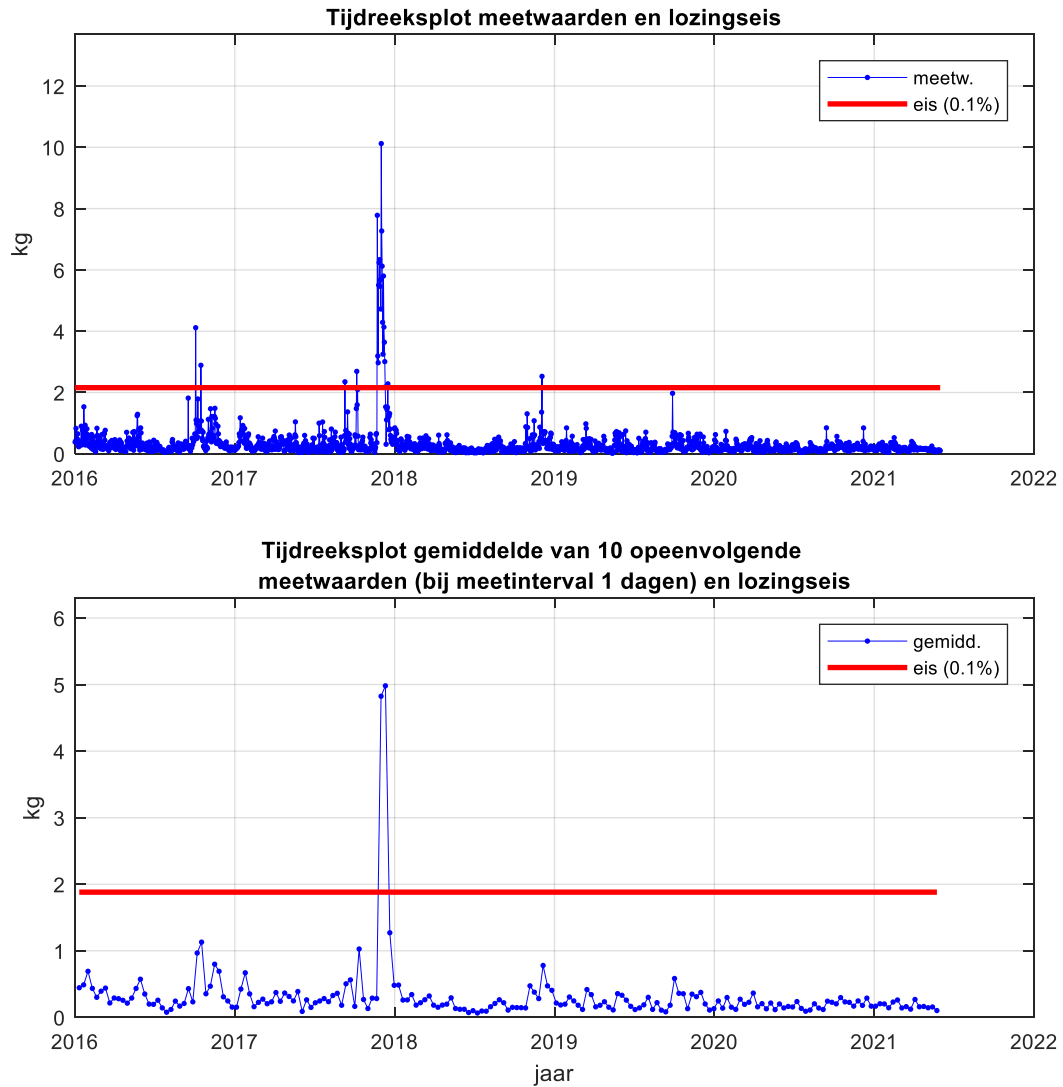 Tijdreeksplot meetwaarden en lozingseis
12
10
8
6
4
2
0
kg
meetw.
eis (0.1%)
2016 2017 2018 2019 2020 2021 2022
Tijdreeksplot gemiddelde van 10 opeenvolgende
meetwaarden (bij meetinterval 1 dagen) en lozingseis
6
5
4
3
2
1
0
kg
gemidd.
eis (0.1%)
2016 2017 2018 2019 2020 2021 2022
jaar